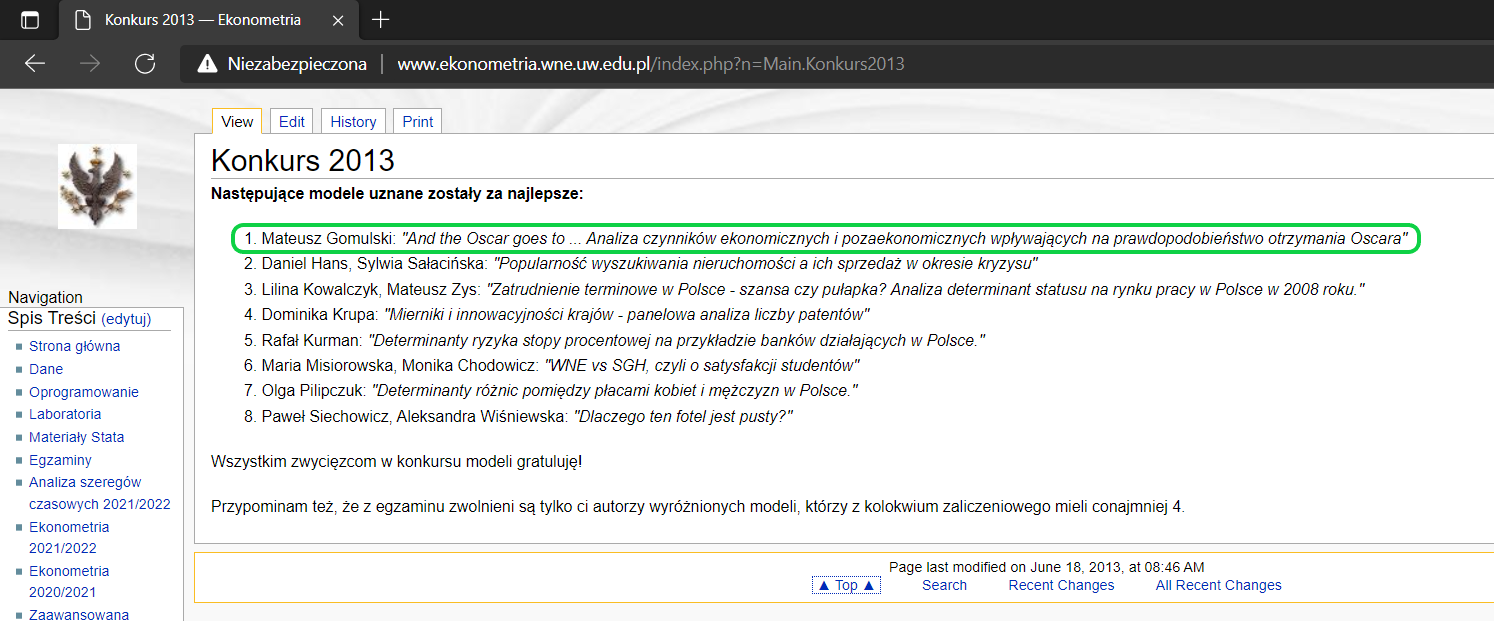 Konkurs 2013 — Ekonometria
Niezabezpieczona | www.ekonometria.wne.uw.edu.pl/index.php?n=Main.Konkurs2013
View Edit History Print
Konkurs 2013
Następujące modele uznane zostały za najlepsze:
1. Mateusz Gomulski: "And the Oscar goes to ... Analiza czynników ekonomicznych i pozaekonomicznych wpływających na prawdopodobieństwo otrzymania Oscara"
2. Daniel Hans, Sylwia Sałacińska: "Popularność wyszukiwania nieruchomości a ich sprzedaż w okresie kryzysu"
3. Lilina Kowalczyk, Mateusz Zys: "Zatrudnienie terminowe w Polsce - szansa czy pułapka? Analiza determinant statusu na rynku pracy w Polsce w 2008 roku."
4. Dominika Krupa: "Mierniki i innowacyjności krajów - panelowa analiza liczby patentów"
5. Rafał Kurman: "Determinanty ryzyka stopy procentowej na przykładzie banków działających w Polsce."
6. Maria Misiorowska, Monika Chodowicz: "WNE vs SGH, czyli o satysfakcji studentów"
7. Olga Pilipczuk: "Determinanty różnic pomiędzy płacami kobiet i mężczyzn w Polsce."
8. Paweł Siechowicz, Aleksandra Wiśniewska: "Dlaczego ten fotel jest pusty?"
Wszystkim zwycięzcom w konkursu modeli gratuluję!
Przypominam też, że z egzaminu zwolnieni są tylko ci autorzy wyróżnionych modeli, którzy z kolokwium zaliczeniowego mieli conajmniej 4.
Navigation
Spis Treści (edytuj)
Strona główna
Dane
Oprogramowanie
Laboratoria
Materiały Stata
Egzaminy
Analiza szeregów
czasowych 2021/2022
Ekonometria
2021/2022
Ekonometria
2020/2021
Zaawansowana
Page last modified on June 18, 2013, at 08:46 AM
▲ Top ▲ Search Recent Changes All Recent Changes